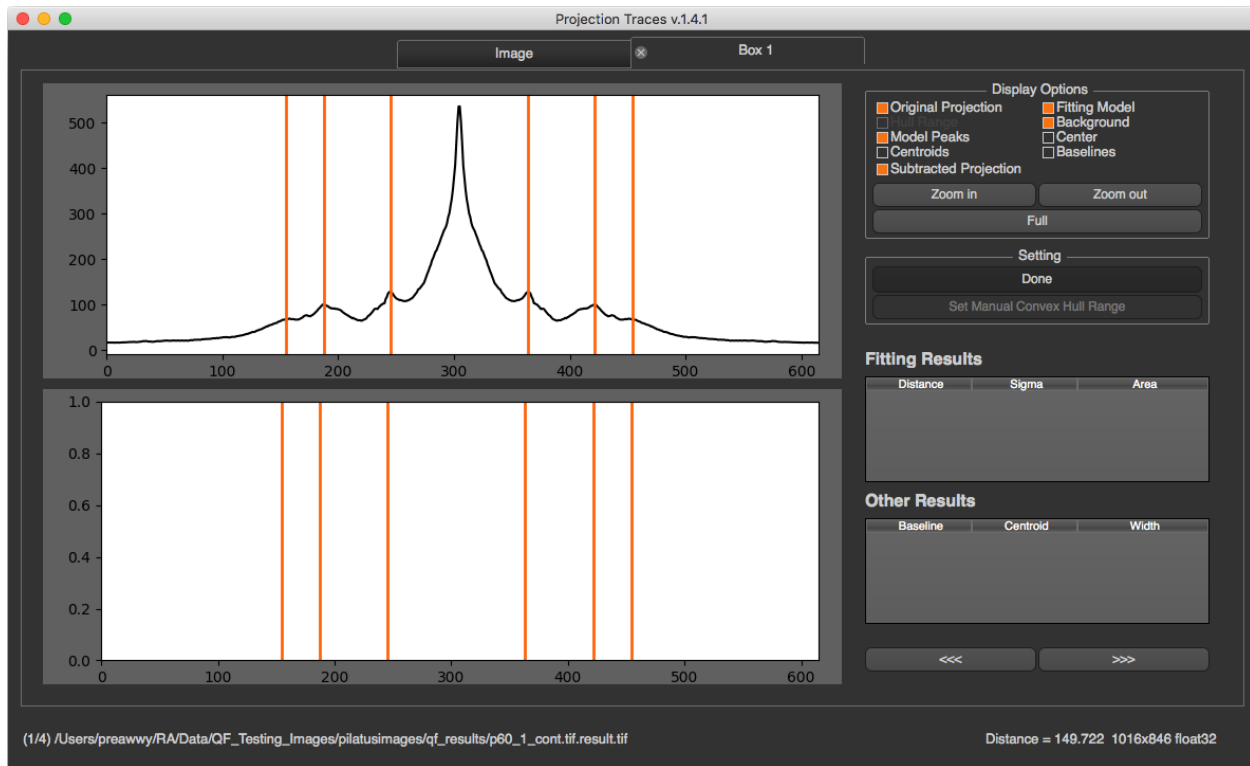 Projection Traces v.1.4.1
Image
Box 1
500
400
300
200
100
0
0 100 200 300 400 500 600
1.0
0.8
0.6
0.4
0.2
0.0
0 100 200 300 400 500 600
Display Options
Original Projection Fitting Model
Hull Range Background
Model Peaks Center
Centroids Baselines
Subtracted Projection
Zoom in Zoom out
Full
Setting
Done
Set Manual Convex Hull Range
Fitting Results
Distance Sigma Area
Other Results
Baseline Centroid Width
<<< >>>
(1/4) /Users/preawwy/RA/Data/QF_Testing_Images/pilatusimages/qf_results/p60_1_cont.tif.result.tif
Distance = 149.722 1016x846 float32